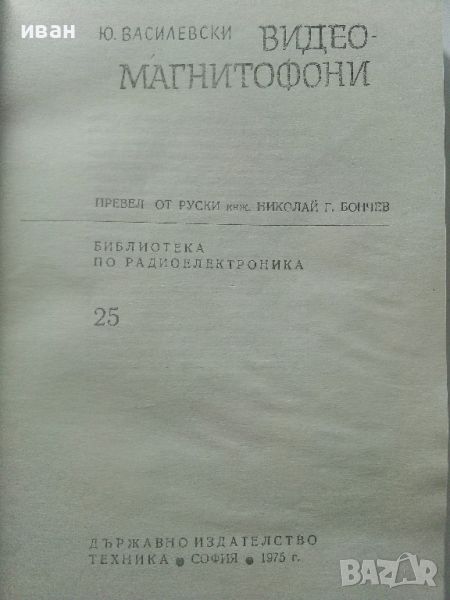 иван
Ю. ВАСИЛЕВСКИ ВИДЕО-
МАГНИТОФОНИ
ПРЕВЕЛ ОТ РУСКИ инж. НИКОЛАЙ Г. БОНЧЕВ
БИБЛИОТЕКА
ПО РАДИОЕЛЕКТРОНИКА
25
ДЪРЖАВНО ИЗДАТЕЛСТВО
ТЕХНИКА ● СОФИЯ ● 1975 г.
BAZAR